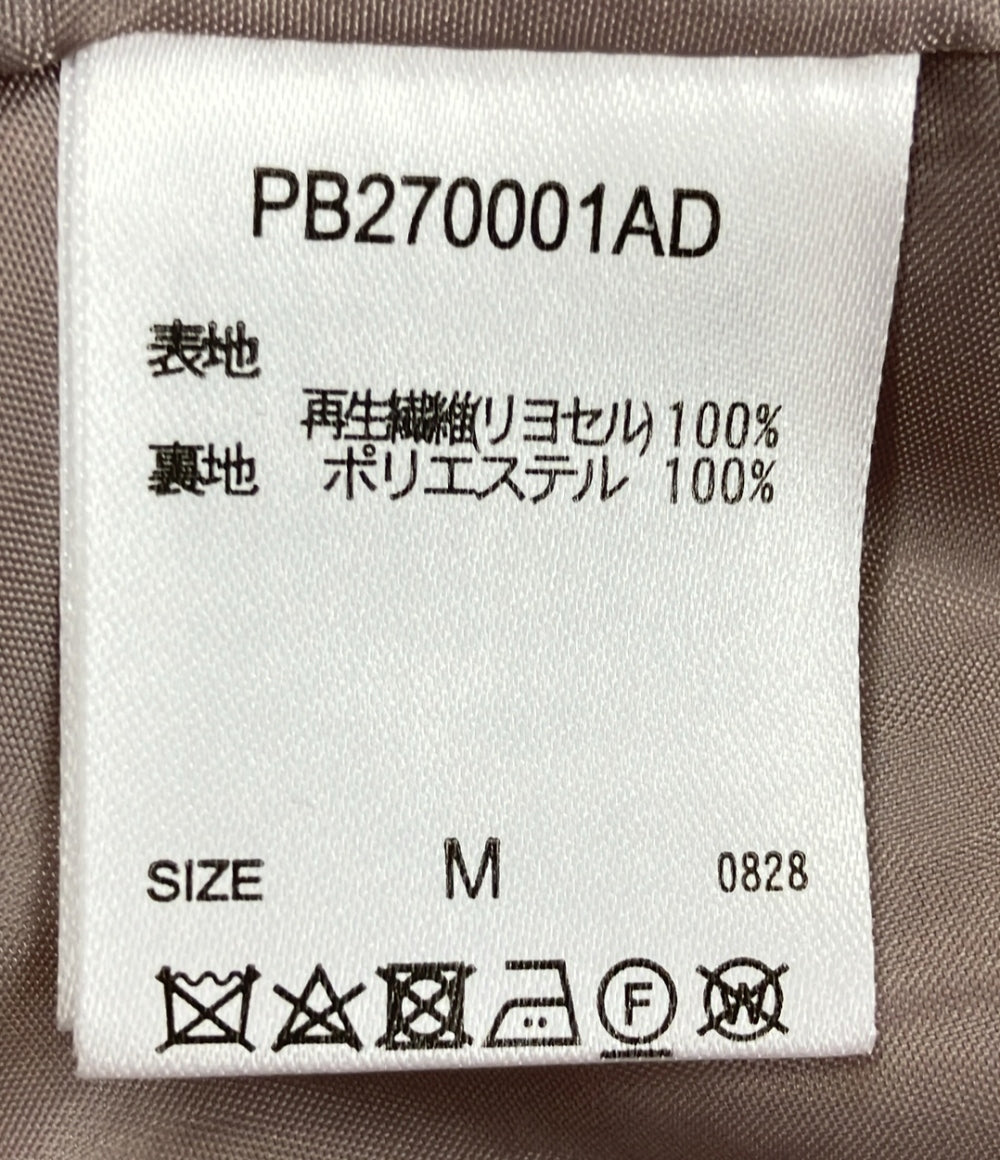 PB270001AD
表地
再生繊維(リヨセル) 100%
裏地 ポリエステル 100%
SIZE M 0828
F W